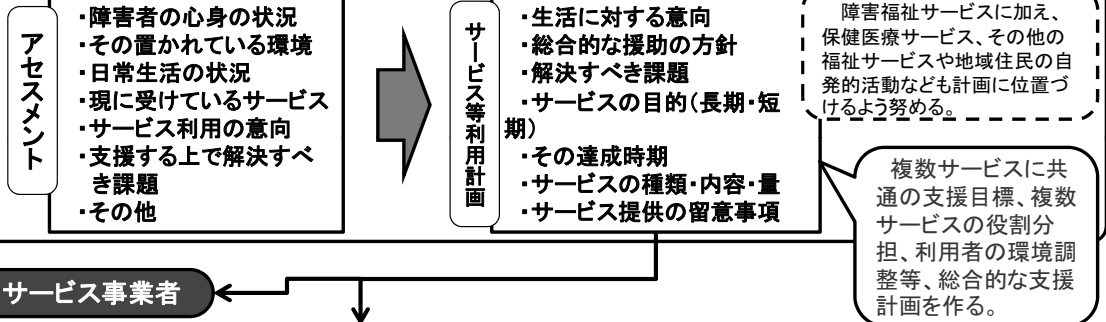 アセスメント
・障害者の心身の状況
・その置かれている環境
・日常生活の状況
・現に受けているサービス
・サービス利用の意向
・支援する上で解決すべ
き課題
・その他
サービス等利用計画
・生活に対する意向
・総合的な援助の方針
・解決すべき課題
・サービスの目的(長期・短
期)
・その達成時期
・サービスの種類・内容・量
・サービス提供の留意事項
障害福祉サービスに加え、
保健医療サービス、その他の
福祉サービスや地域住民の自
発的活動なども計画に位置づ
けるよう努める。
複数サービスに共
通の支援目標、複数
サービスの役割分
担、利用者の環境調
整等、総合的な支援
計画を作る。
サービス事業者